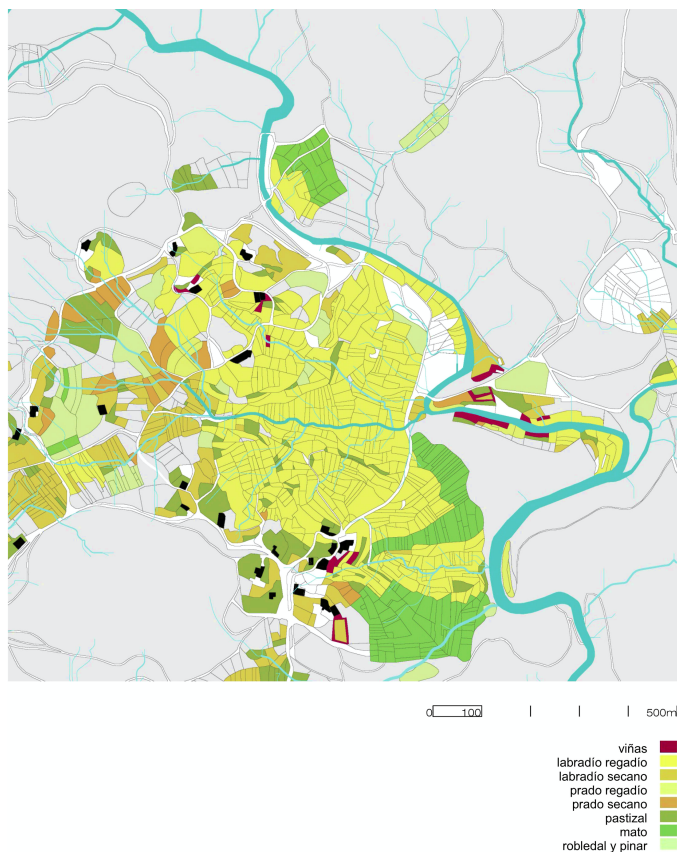 0 100 500m
viñas
labradío regadío
labradío secano
prado regadío
prado secano
pastizal
mato
robledal y pinar